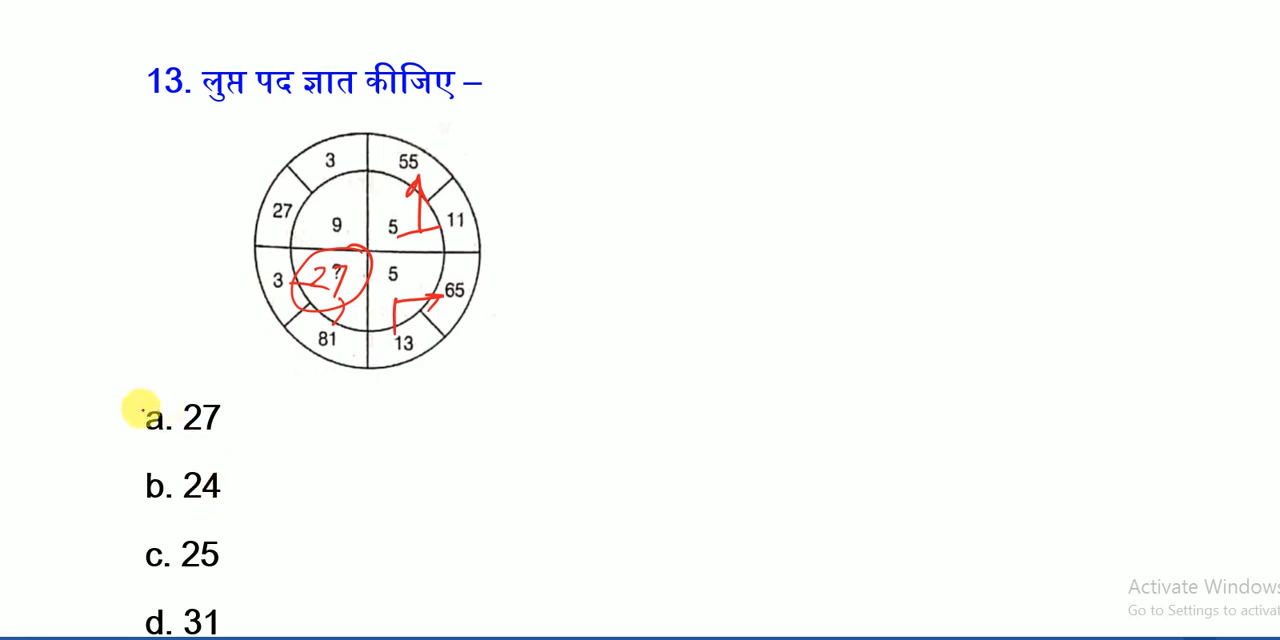 13. लुप्त पद ज्ञात कीजिए –
3 55
27 11
9 5
? 27 5
3 65
81 13
a. 27
b. 24
c. 25
d. 31
Activate Windows
Go to Settings to activat